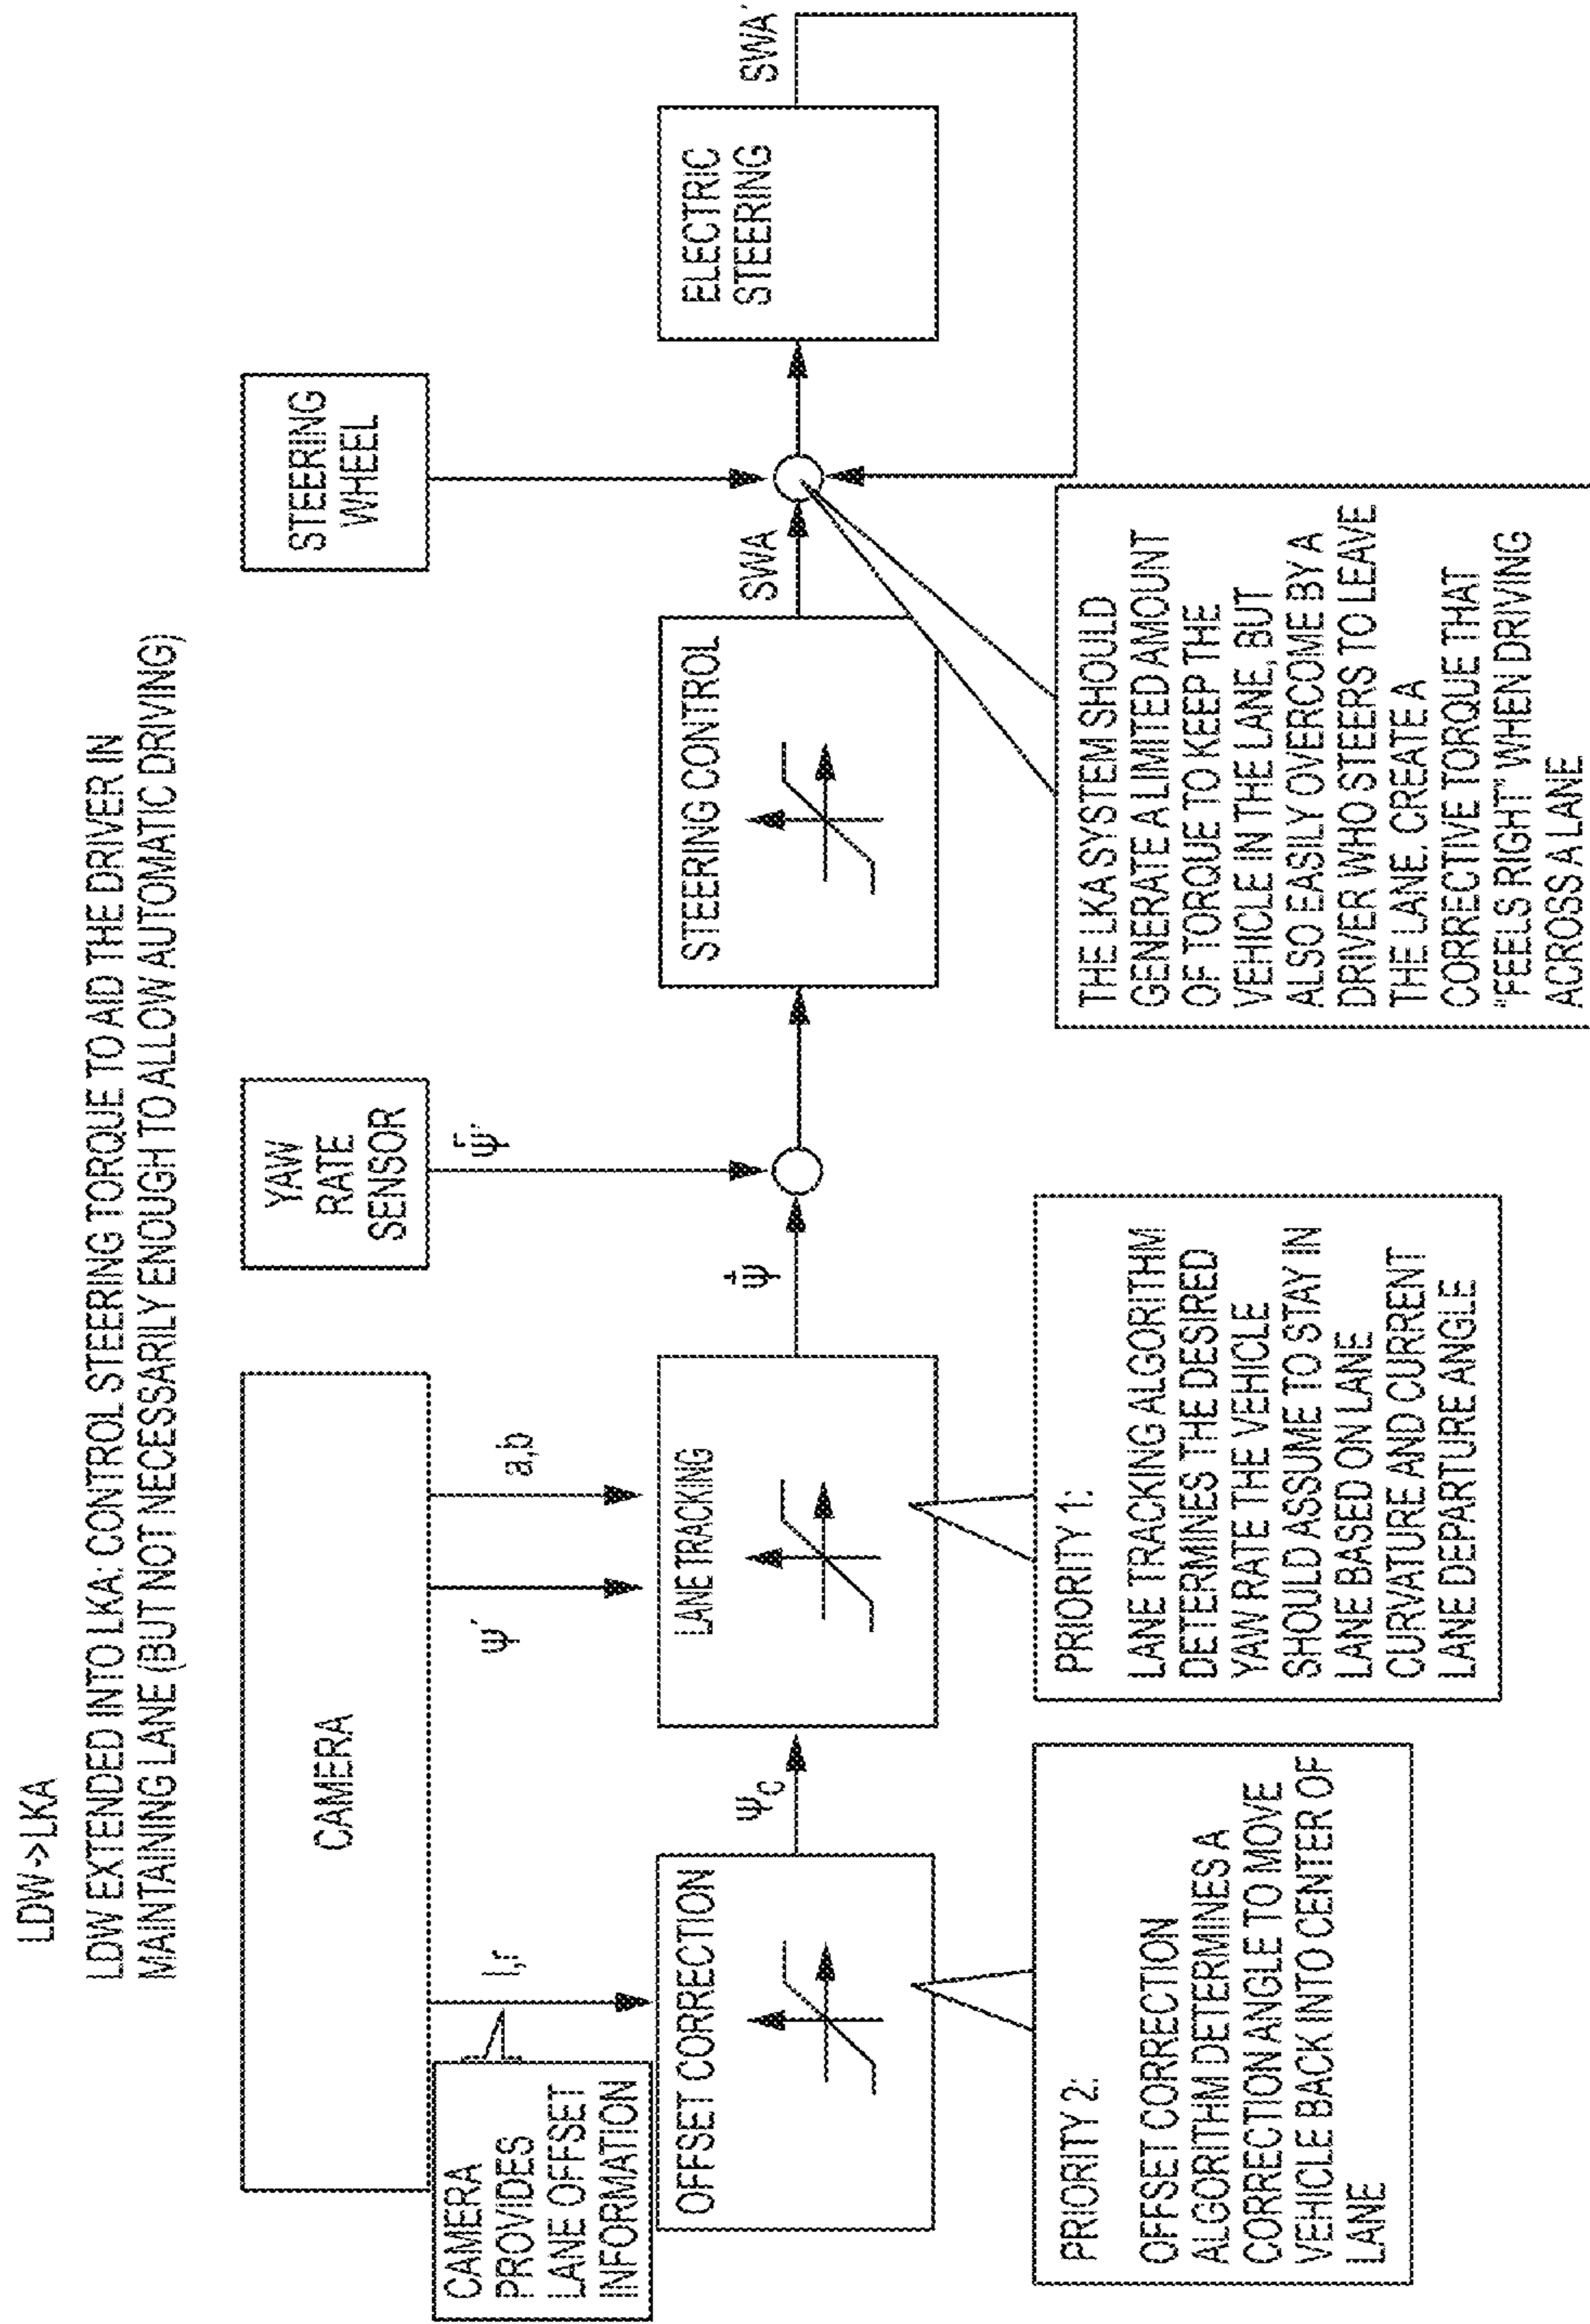 LDW->LKA
LDW EXTENDED INTO LKA: CONTROL STEERING TORQUE TO AID THE DRIVER IN
MAINTAINING LANE (BUT NOT NECESSARILY ENOUGH TO ALLOW AUTOMATIC DRIVING)
CAMERA
YAW
RATE
SENSOR
STEERING
WHEEL
CAMERA
PROVIDES
LANE OFFSET
INFORMATION
l,r
ψ'
a,b
ψ̇'
OFFSET CORRECTION
ψc
LANE TRACKING
ψ̇
STEERING CONTROL
SWA
ELECTRIC
STEERING
SWA'
PRIORITY 2:
OFFSET CORRECTION
ALGORITHM DETERMINES A
CORRECTION ANGLE TO MOVE
VEHICLE BACK INTO CENTER OF
LANE
PRIORITY 1:
LANE TRACKING ALGORITHM
DETERMINES THE DESIRED
YAW RATE THE VEHICLE
SHOULD ASSUME TO STAY IN
LANE BASED ON LANE
CURVATURE AND CURRENT
LANE DEPARTURE ANGLE
THE LKA SYSTEM SHOULD
GENERATE A LIMITED AMOUNT
OF TORQUE TO KEEP THE
VEHICLE IN THE LANE, BUT
ALSO EASILY OVERCOME BY A
DRIVER WHO STEERS TO LEAVE
THE LANE. CREATE A
CORRECTIVE TORQUE THAT
"FEELS RIGHT" WHEN DRIVING
ACROSS A LANE